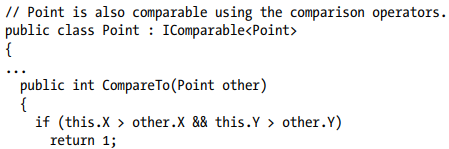 // Point is also comparable using the comparison operators.
public class Point : IComparable<Point>
{
...
  public int CompareTo(Point other)
  {
    if (this.X > other.X && this.Y > other.Y)
      return 1;